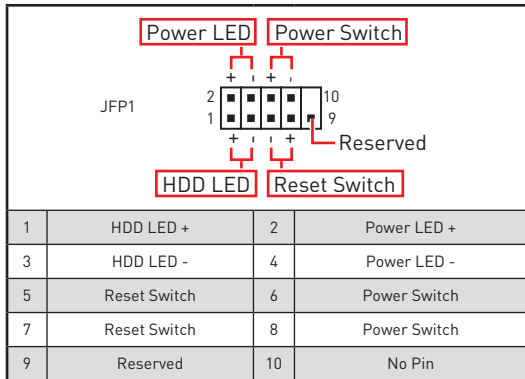 Power LED Power Switch
+ - + -
JFP1
2 10
1 9
+ - - +
Reserved
HDD LED Reset Switch
1 HDD LED + 2 Power LED +
3 HDD LED - 4 Power LED -
5 Reset Switch 6 Power Switch
7 Reset Switch 8 Power Switch
9 Reserved 10 No Pin